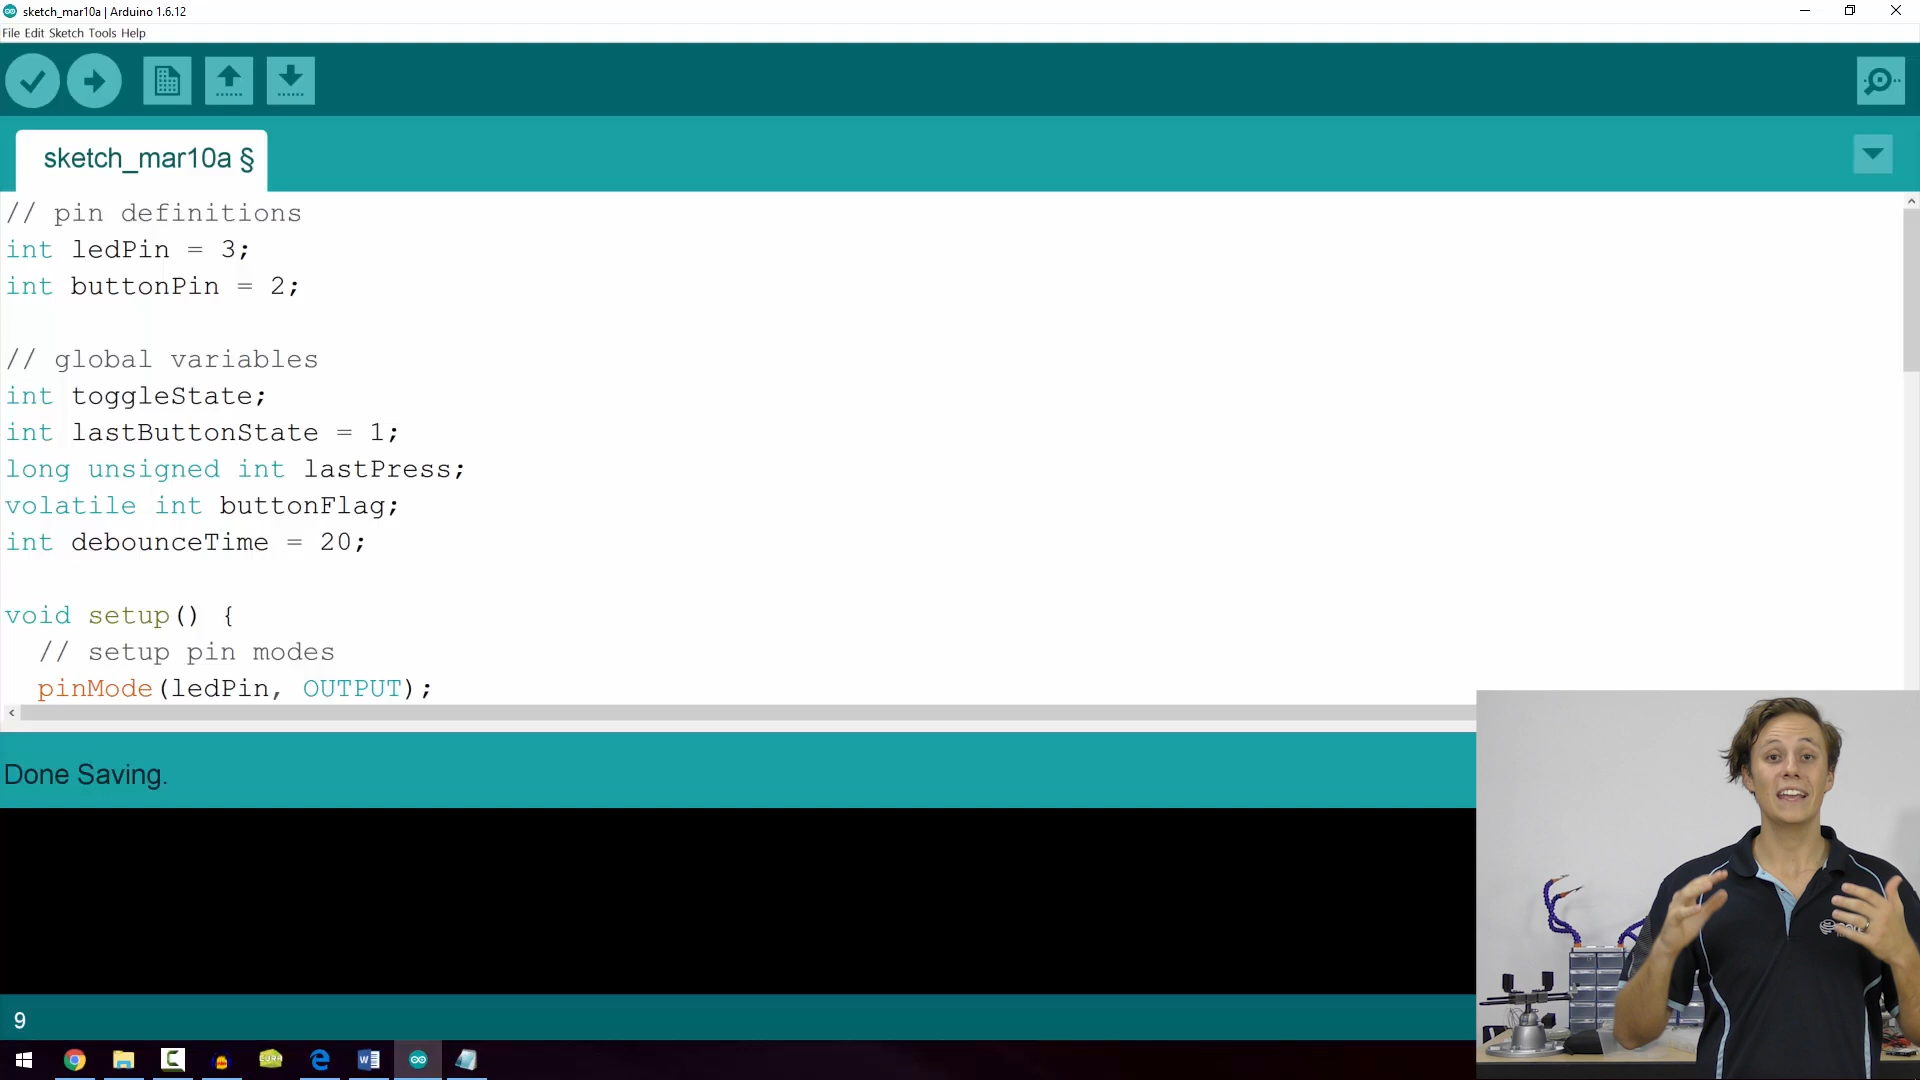 sketch_mar10a | Arduino 1.6.12
File Edit Sketch Tools Help
sketch_mar10a §
// pin definitions
int ledPin = 3;
int buttonPin = 2;
// global variables
int toggleState;
int lastButtonState = 1;
long unsigned int lastPress;
volatile int buttonFlag;
int debounceTime = 20;
void setup() {
// setup pin modes
pinMode(ledPin, OUTPUT);
Done Saving.
9